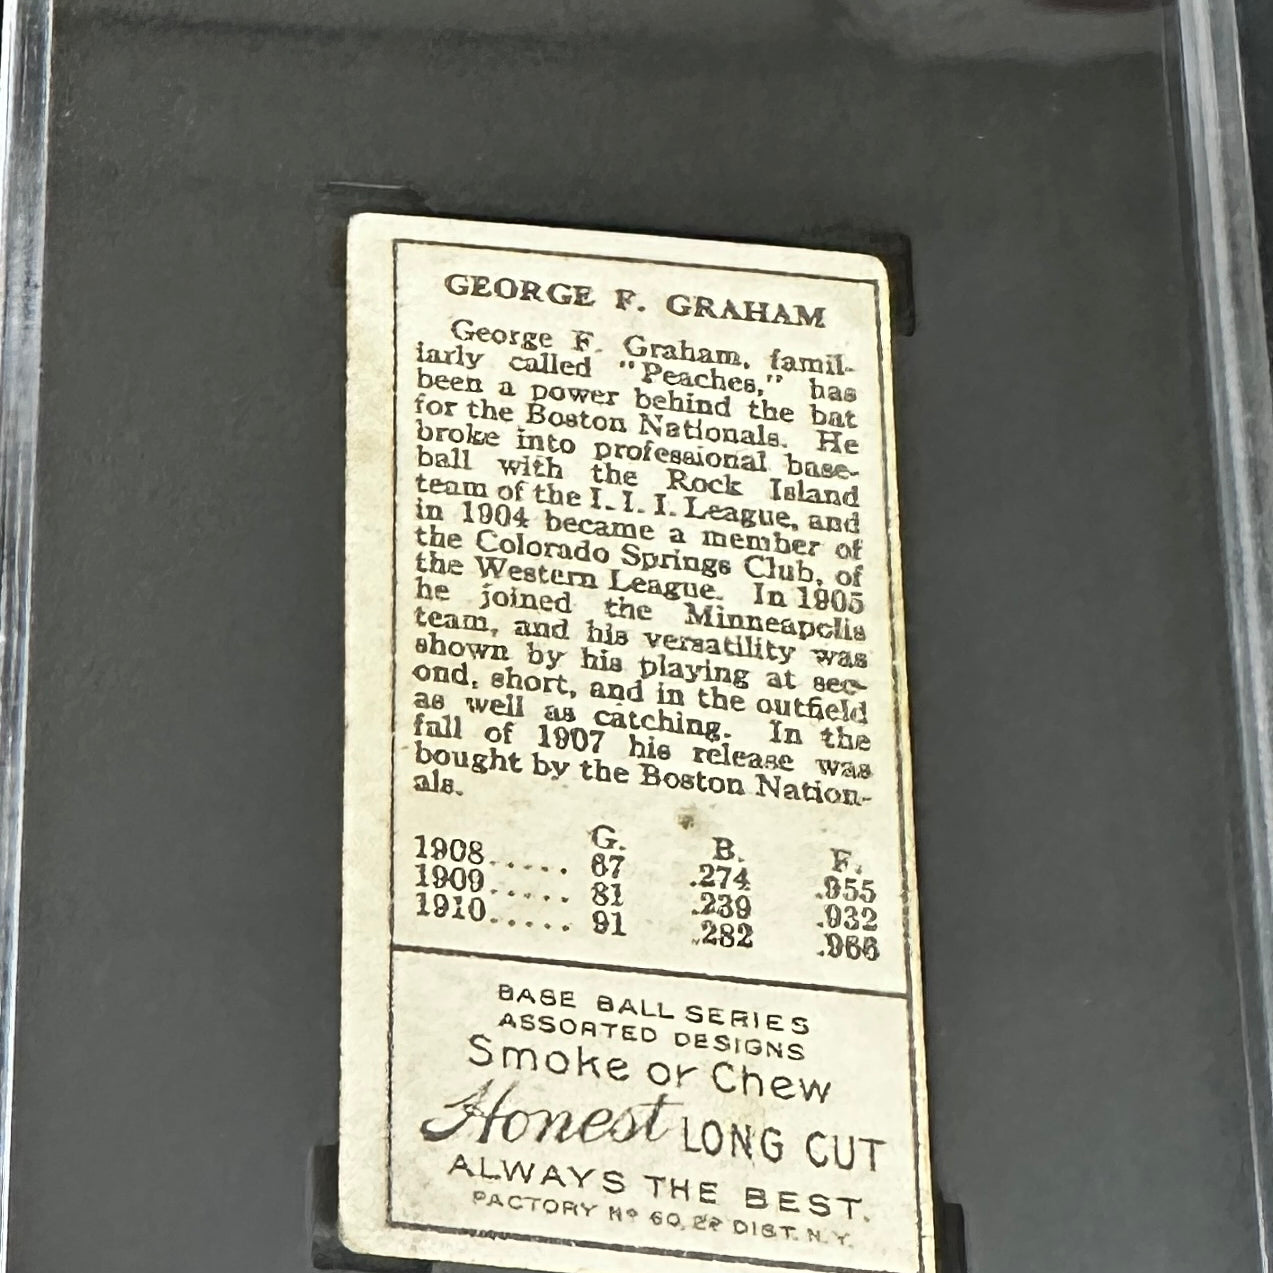 GEORGE F. GRAHAM
George F. Graham, famil-
iarly called "Peaches," has
been a power behind the bat
for the Boston Nationals. He
broke into professional base-
ball with the Rock Island
team of the I. I. I. League, and
in 1904 became a member of
the Colorado Springs Club, of
the Western League. In 1905
he joined the Minneapolis
team, and his versatility was
shown by his playing at sec-
ond, short, and in the outfield
as well as catching. In the
fall of 1907 his release was
bought by the Boston Nation-
als.
G. B. F.
1908..... 67 .274 .955
1909..... 81 .239 .932
1910..... 91 .282 .966
BASE BALL SERIES
ASSORTED DESIGNS
Smoke or Chew
Honest LONG CUT
ALWAYS THE BEST.
FACTORY Nº 60, 2P DIST. N.Y.